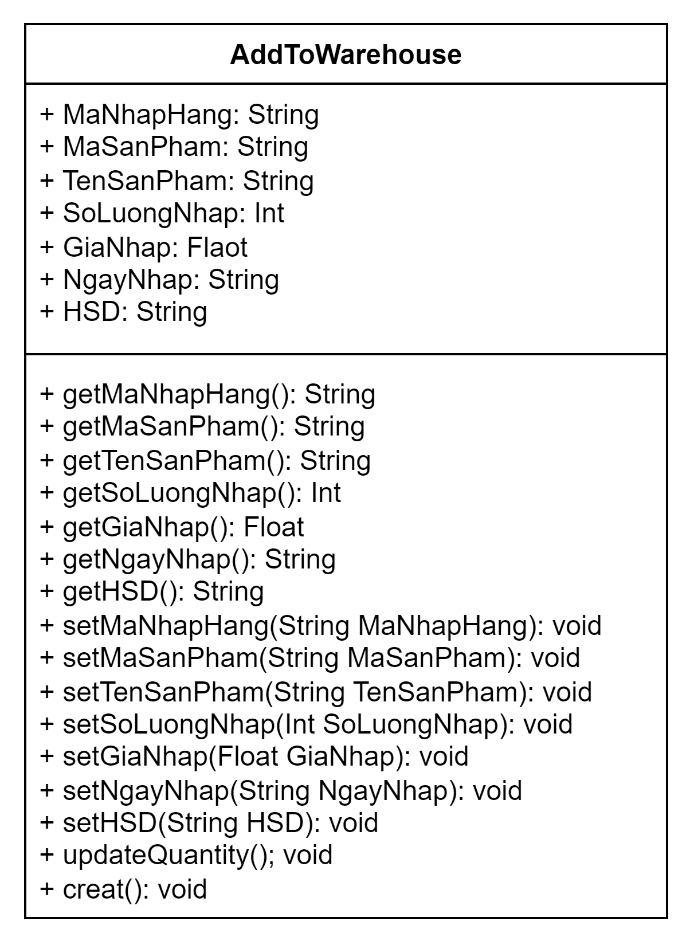 AddToWarehouse
+ MaNhapHang: String
+ MaSanPham: String
+ TenSanPham: String
+ SoLuongNhap: Int
+ GiaNhap: Flaot
+ NgayNhap: String
+ HSD: String
+ getMaNhapHang(): String
+ getMaSanPham(): String
+ getTenSanPham(): String
+ getSoLuongNhap(): Int
+ getGiaNhap(): Float
+ getNgayNhap(): String
+ getHSD(): String
+ setMaNhapHang(String MaNhapHang): void
+ setMaSanPham(String MaSanPham): void
+ setTenSanPham(String TenSanPham): void
+ setSoLuongNhap(Int SoLuongNhap): void
+ setGiaNhap(Float GiaNhap): void
+ setNgayNhap(String NgayNhap): void
+ setHSD(String HSD): void
+ updateQuantity(); void
+ creat(): void